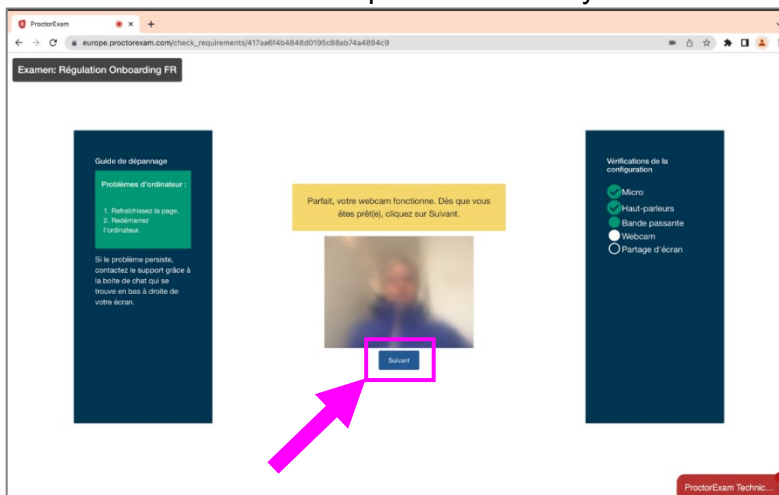 ProctorExam
europe.proctorexam.com/check_requirements/417aa6f4b4848d0195c88ab74a4894c9
Examen: Régulation Onboarding FR
Guide de dépannage
Problèmes d'ordinateur :
1. Rafraîchissez la page.
2. Redémarrez
l'ordinateur.
Si le problème persiste,
contactez le support grâce à
la boite de chat qui se
trouve en bas à droite de
votre écran.
Parfait, votre webcam fonctionne. Dès que vous
êtes prêt(e), cliquez sur Suivant.
Suivant
Vérifications de la
configuration
Micro
Haut-parleurs
Bande passante
Webcam
Partage d'écran
ProctorExam Technic...